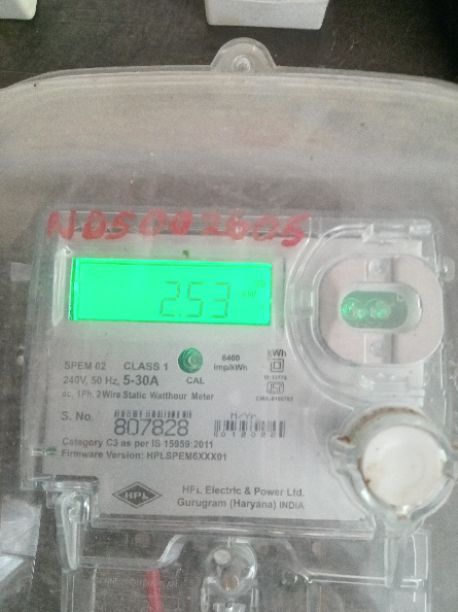 NDS0092605
2.53
SPEM 02 CLASS 1
240V, 50 Hz, 5-30A CAL
6400 imp/kWh
kWh
ac, 1Ph, 2Wire Static Watthour Meter
S. No. 807828
M/Yr.
Category C3 as per IS 15959:2011
Firmware Version: HPLSPEM6XXX01
HPL
HPL Electric & Power Ltd.
Gurugram (Haryana) INDIA